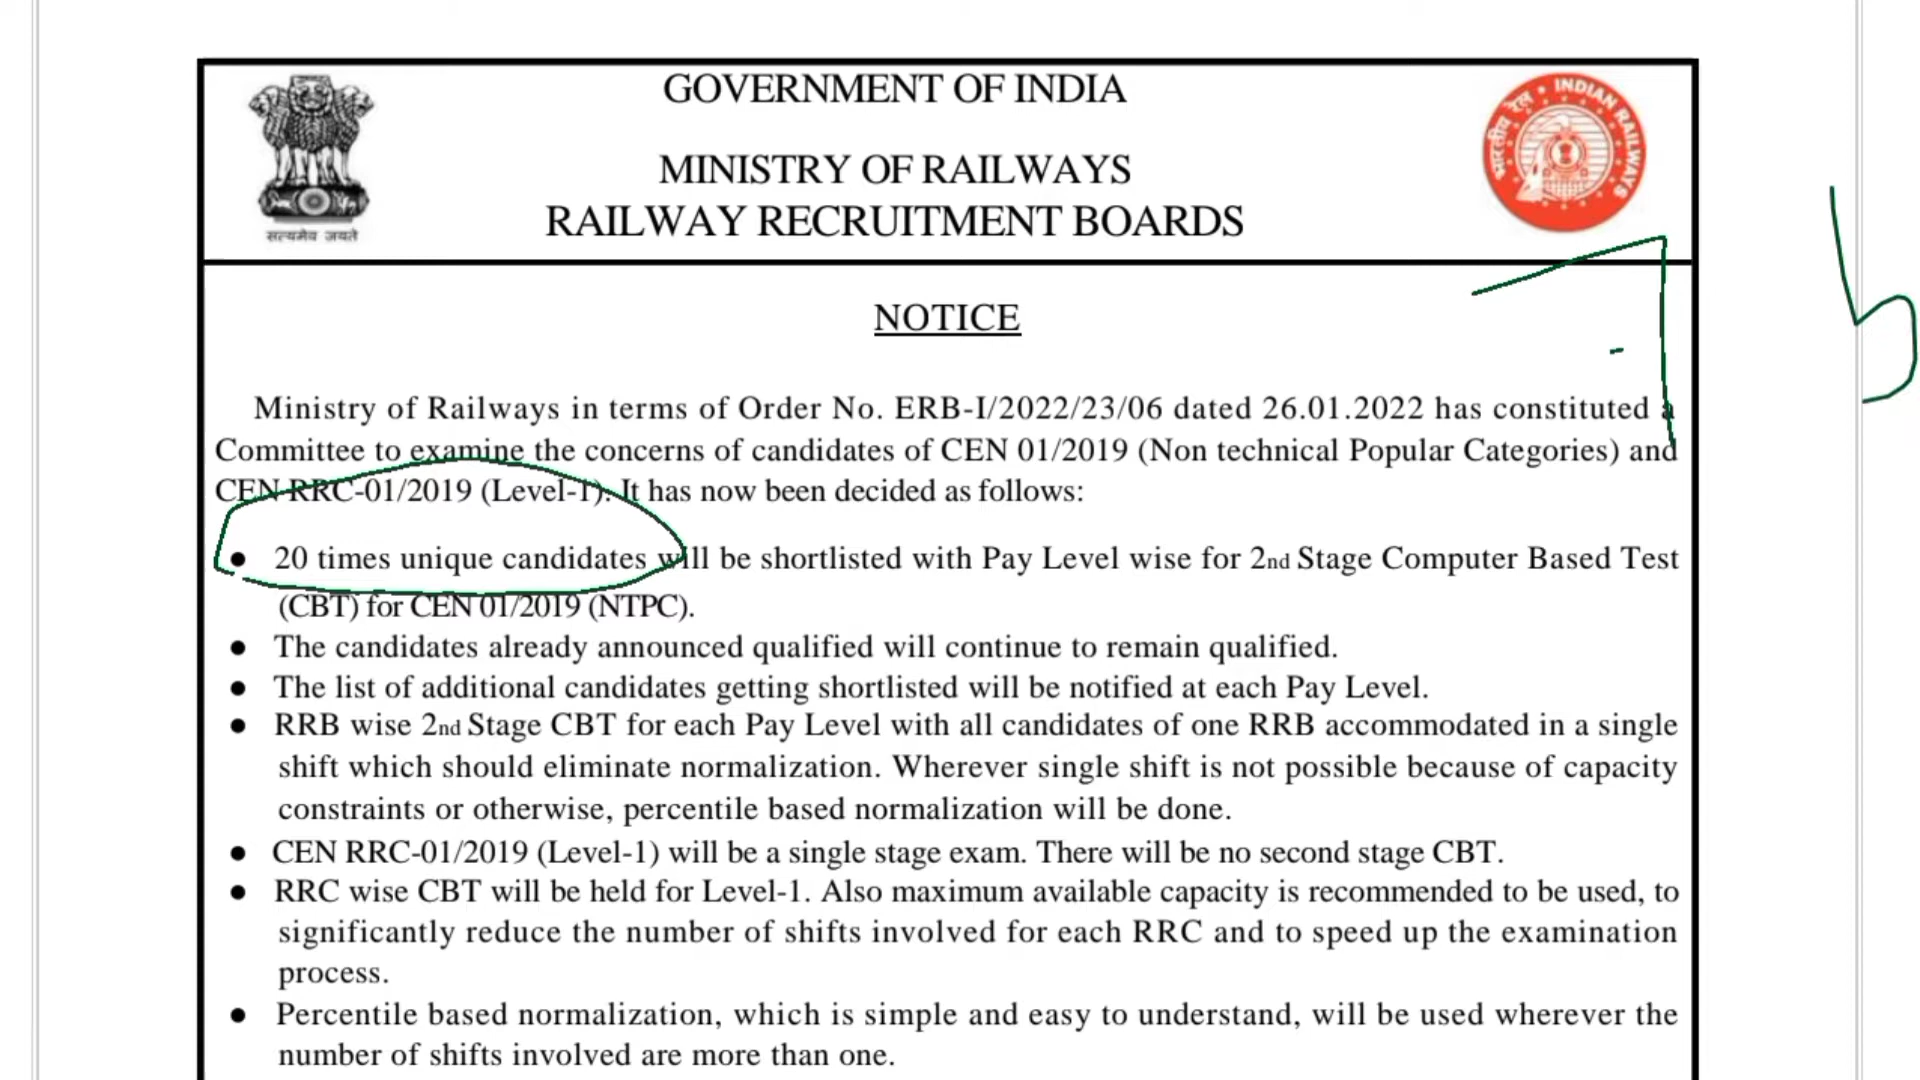 GOVERNMENT OF INDIA
MINISTRY OF RAILWAYS
RAILWAY RECRUITMENT BOARDS
सत्यमेव जयते
भारतीय रेल * INDIAN RAILWAYS
NOTICE
Ministry of Railways in terms of Order No. ERB-I/2022/23/06 dated 26.01.2022 has constituted a
Committee to examine the concerns of candidates of CEN 01/2019 (Non technical Popular Categories) and
CEN RRC-01/2019 (Level-1). It has now been decided as follows:
● 20 times unique candidates will be shortlisted with Pay Level wise for 2nd Stage Computer Based Test
(CBT) for CEN 01/2019 (NTPC).
● The candidates already announced qualified will continue to remain qualified.
● The list of additional candidates getting shortlisted will be notified at each Pay Level.
● RRB wise 2nd Stage CBT for each Pay Level with all candidates of one RRB accommodated in a single
shift which should eliminate normalization. Wherever single shift is not possible because of capacity
constraints or otherwise, percentile based normalization will be done.
● CEN RRC-01/2019 (Level-1) will be a single stage exam. There will be no second stage CBT.
● RRC wise CBT will be held for Level-1. Also maximum available capacity is recommended to be used, to
significantly reduce the number of shifts involved for each RRC and to speed up the examination
process.
● Percentile based normalization, which is simple and easy to understand, will be used wherever the
number of shifts involved are more than one.